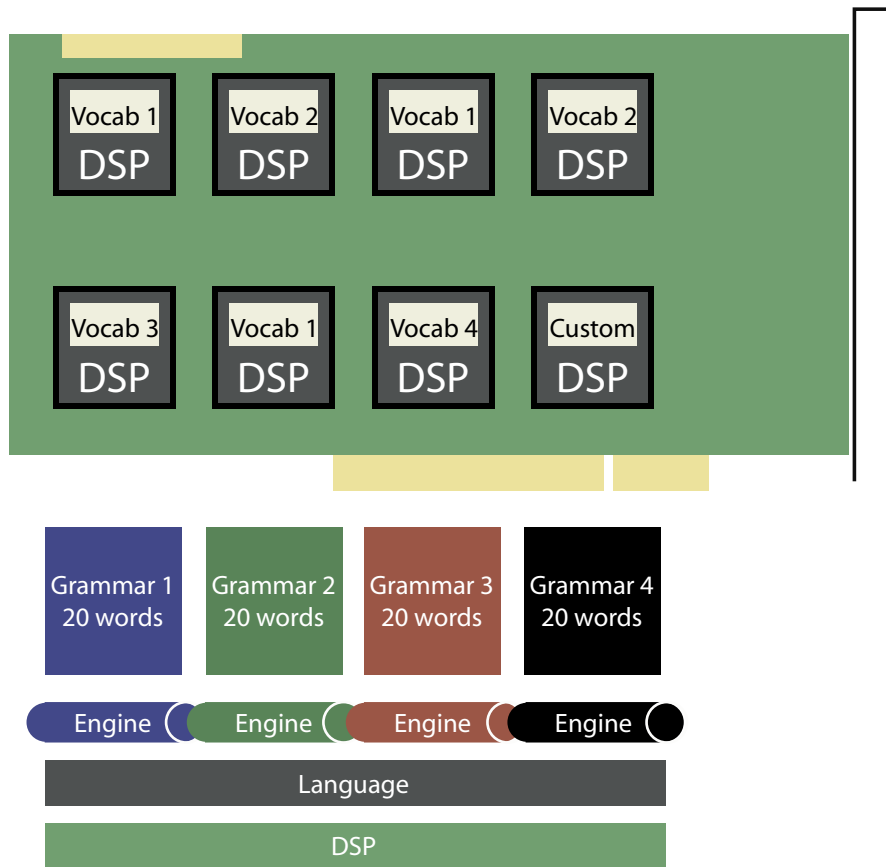 Vocab 1
DSP
Vocab 2
DSP
Vocab 1
DSP
Vocab 2
DSP
Vocab 3
DSP
Vocab 1
DSP
Vocab 4
DSP
Custom
DSP
Grammar 1
20 words
Grammar 2
20 words
Grammar 3
20 words
Grammar 4
20 words
Engine
Engine
Engine
Engine
Language
DSP